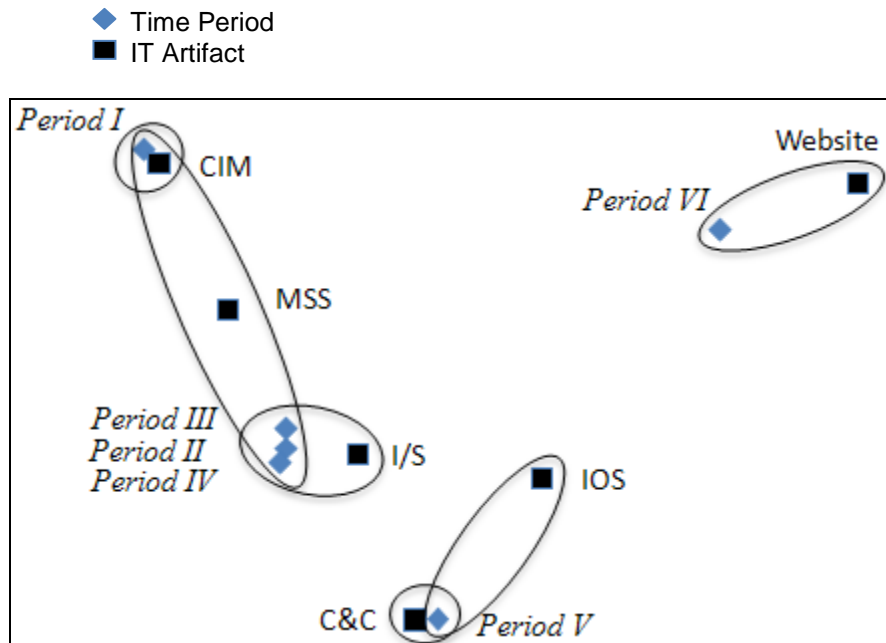 Time Period
IT Artifact
Period I
CIM
Website
Period VI
MSS
Period III
Period II
Period IV
I/S
IOS
C&C
Period V